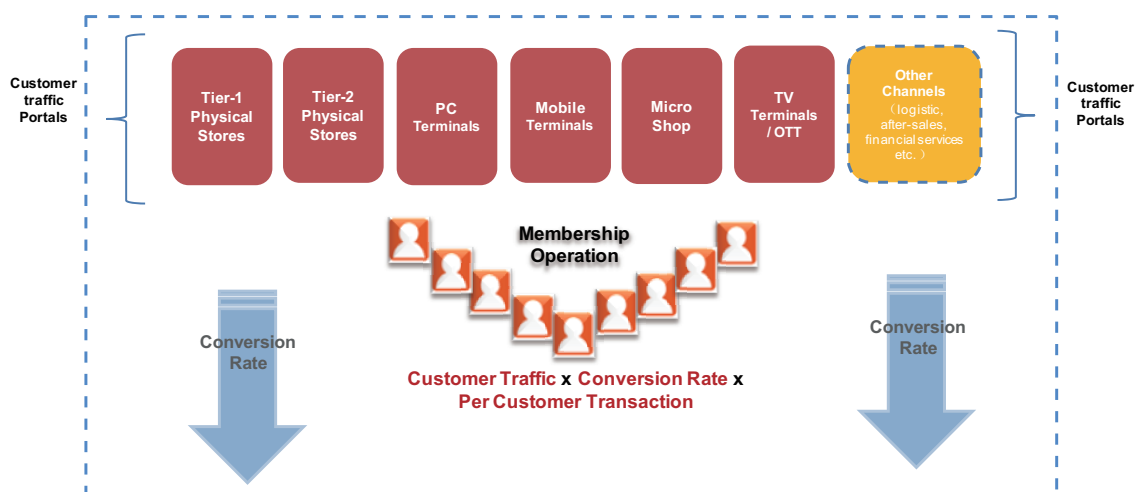 Customer
traffic
Portals
Tier-1
Physical
Stores
Tier-2
Physical
Stores
PC
Terminals
Mobile
Terminals
Micro
Shop
TV
Terminals
/ OTT
Other
Channels
（logistic,
after-sales,
financial services
etc. ）
Customer
traffic
Portals
Membership
Operation
Conversion
Rate
Conversion
Rate
Customer Traffic x Conversion Rate x
Per Customer Transaction